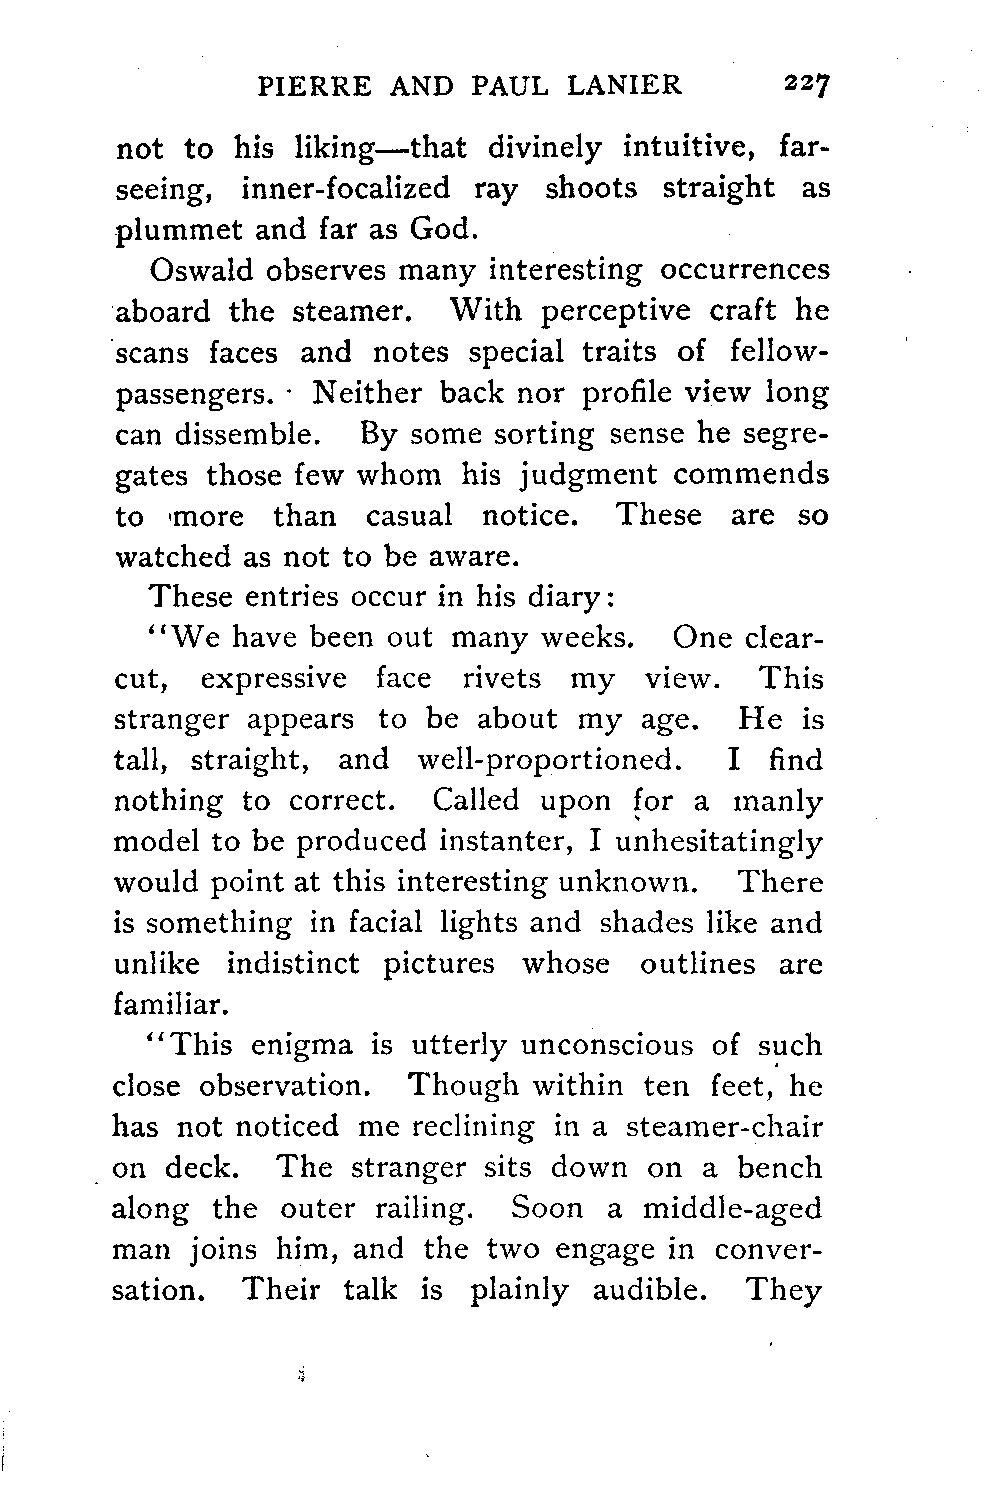 PIERRE AND PAUL LANIER 227
not to his liking—that divinely intuitive, far-
seeing, inner-focalized ray shoots straight as
plummet and far as God.
Oswald observes many interesting occurrences
aboard the steamer. With perceptive craft he
scans faces and notes special traits of fellow-
passengers. Neither back nor profile view long
can dissemble. By some sorting sense he segre-
gates those few whom his judgment commends
to more than casual notice. These are so
watched as not to be aware.
These entries occur in his diary:
“We have been out many weeks. One clear-
cut, expressive face rivets my view. This
stranger appears to be about my age. He is
tall, straight, and well-proportioned. I find
nothing to correct. Called upon for a manly
model to be produced instanter, I unhesitatingly
would point at this interesting unknown. There
is something in facial lights and shades like and
unlike indistinct pictures whose outlines are
familiar.
“This enigma is utterly unconscious of such
close observation. Though within ten feet, he
has not noticed me reclining in a steamer-chair
on deck. The stranger sits down on a bench
along the outer railing. Soon a middle-aged
man joins him, and the two engage in conver-
sation. Their talk is plainly audible. They